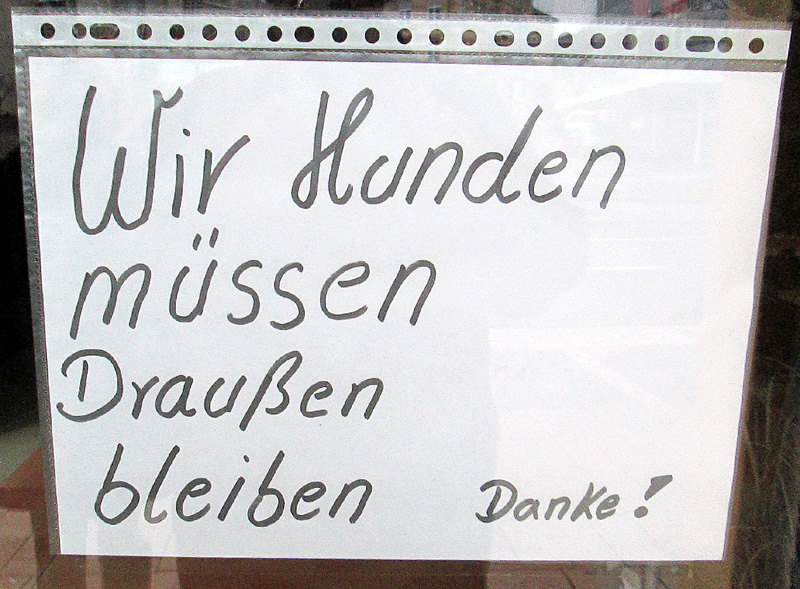 Wir Hunden
müssen
Draußen
bleiben Danke!